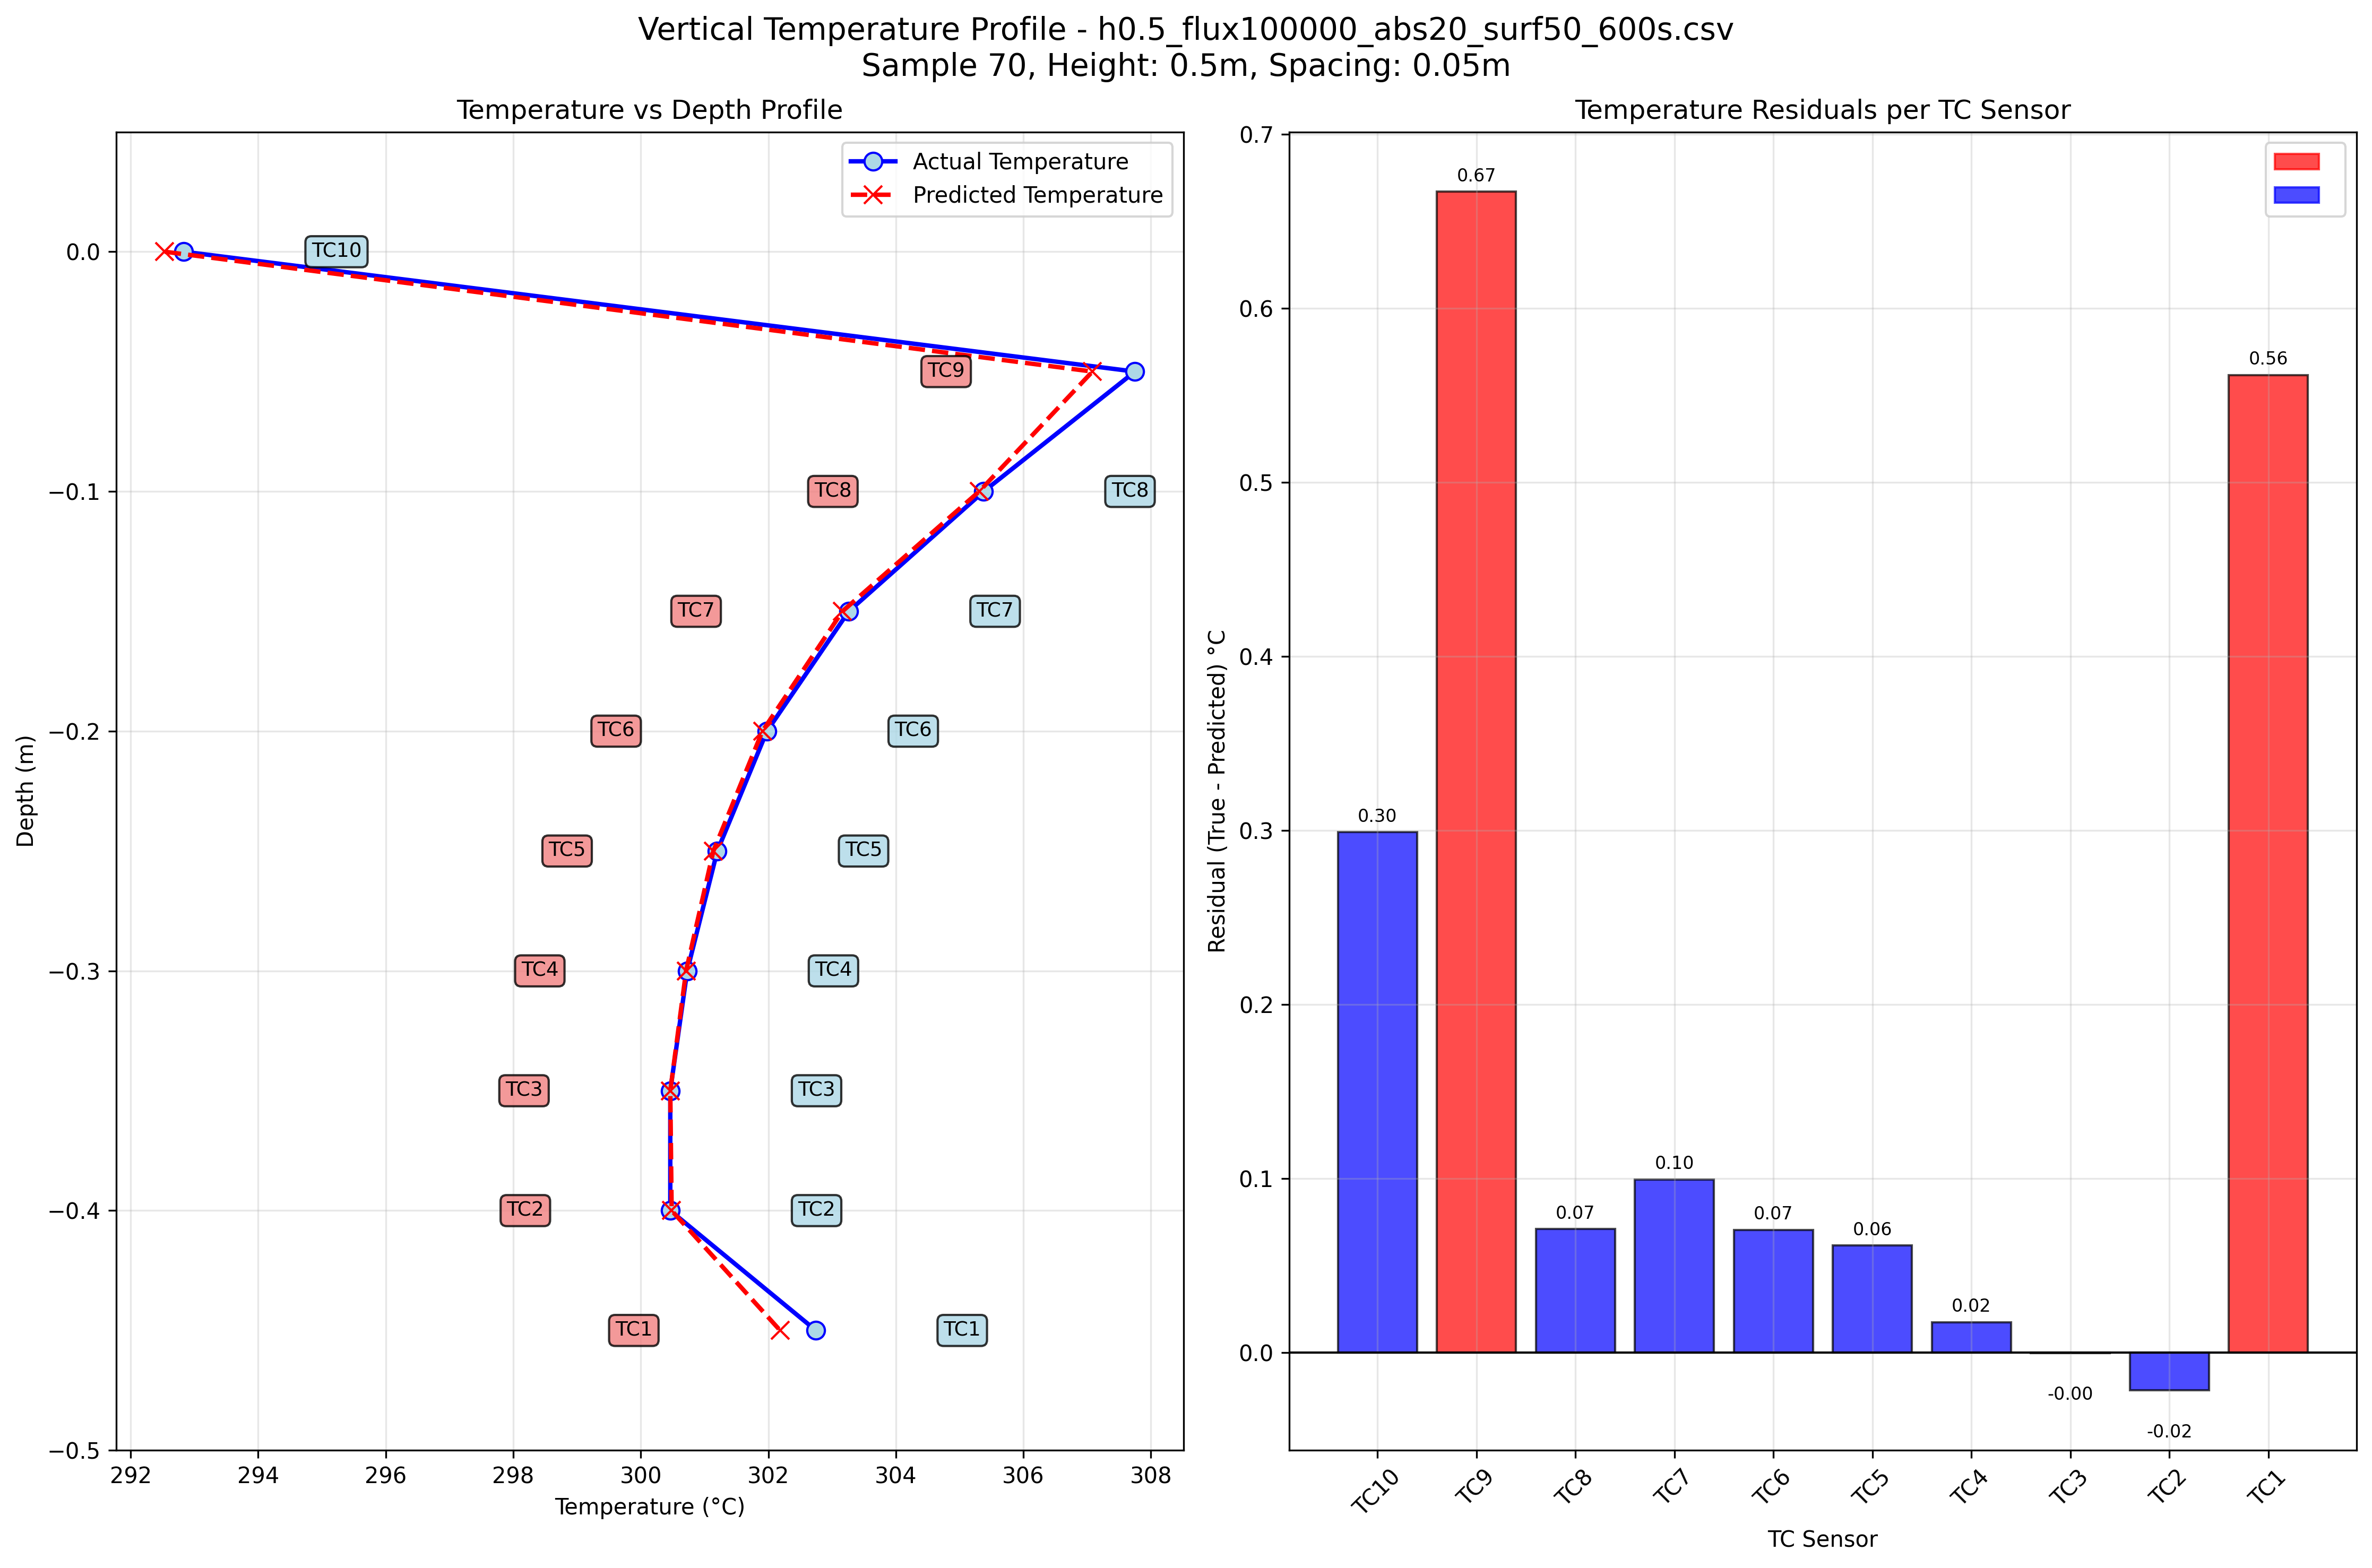 Vertical Temperature Profile - h0.5_flux100000_abs20_surf50_600s.csv
Sample 70, Height: 0.5m, Spacing: 0.05m
Temperature vs Depth Profile
Actual Temperature
Predicted Temperature
TC10
TC9
TC8 TC8
TC7 TC7
TC6 TC6
TC5 TC5
TC4 TC4
TC3 TC3
TC2 TC2
TC1 TC1
0.0
−0.1
−0.2
−0.3
−0.4
−0.5
Depth (m)
292 294 296 298 300 302 304 306 308
Temperature (°C)
Temperature Residuals per TC Sensor
0.7
0.6
0.5
0.4
0.3
0.2
0.1
0.0
Residual (True - Predicted) °C
0.30
0.67
0.07
0.10
0.07
0.06
0.02
-0.00
-0.02
0.56
TC10 TC9 TC8 TC7 TC6 TC5 TC4 TC3 TC2 TC1
TC Sensor